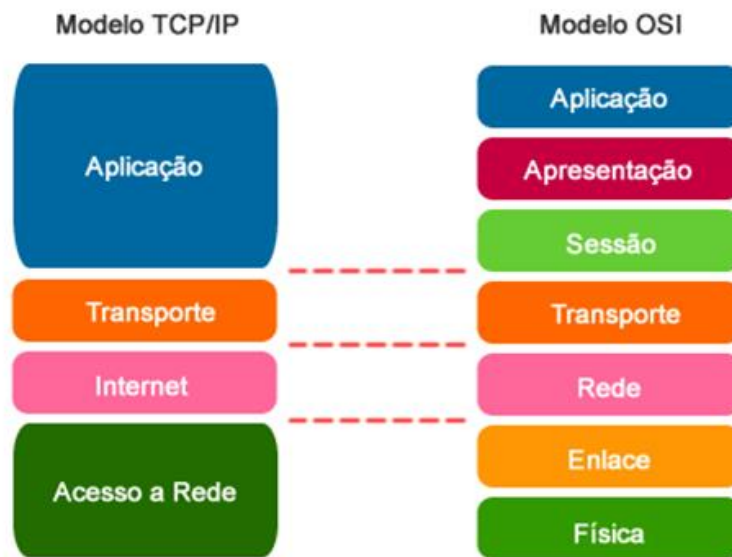 Modelo TCP/IP
Aplicação
Transporte
Internet
Acesso a Rede
Modelo OSI
Aplicação
Apresentação
Sessão
Transporte
Rede
Enlace
Física